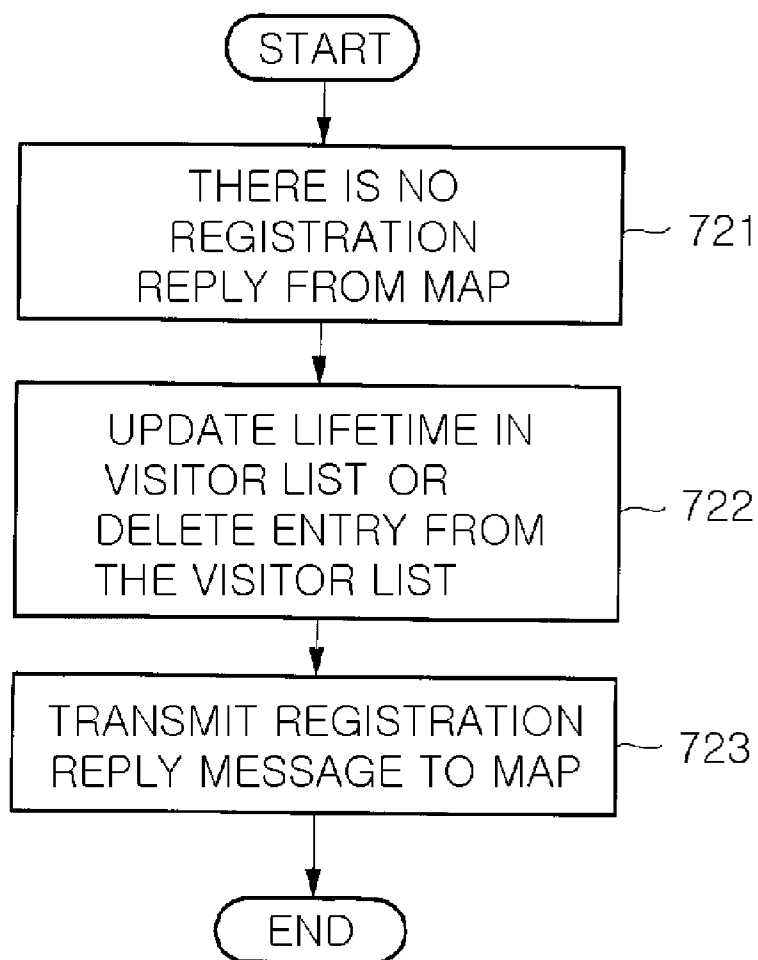 START
THERE IS NO
REGISTRATION
REPLY FROM MAP
721
UPDATE LIFETIME IN
VISITOR LIST OR
DELETE ENTRY FROM
THE VISITOR LIST
722
TRANSMIT REGISTRATION
REPLY MESSAGE TO MAP
723
END